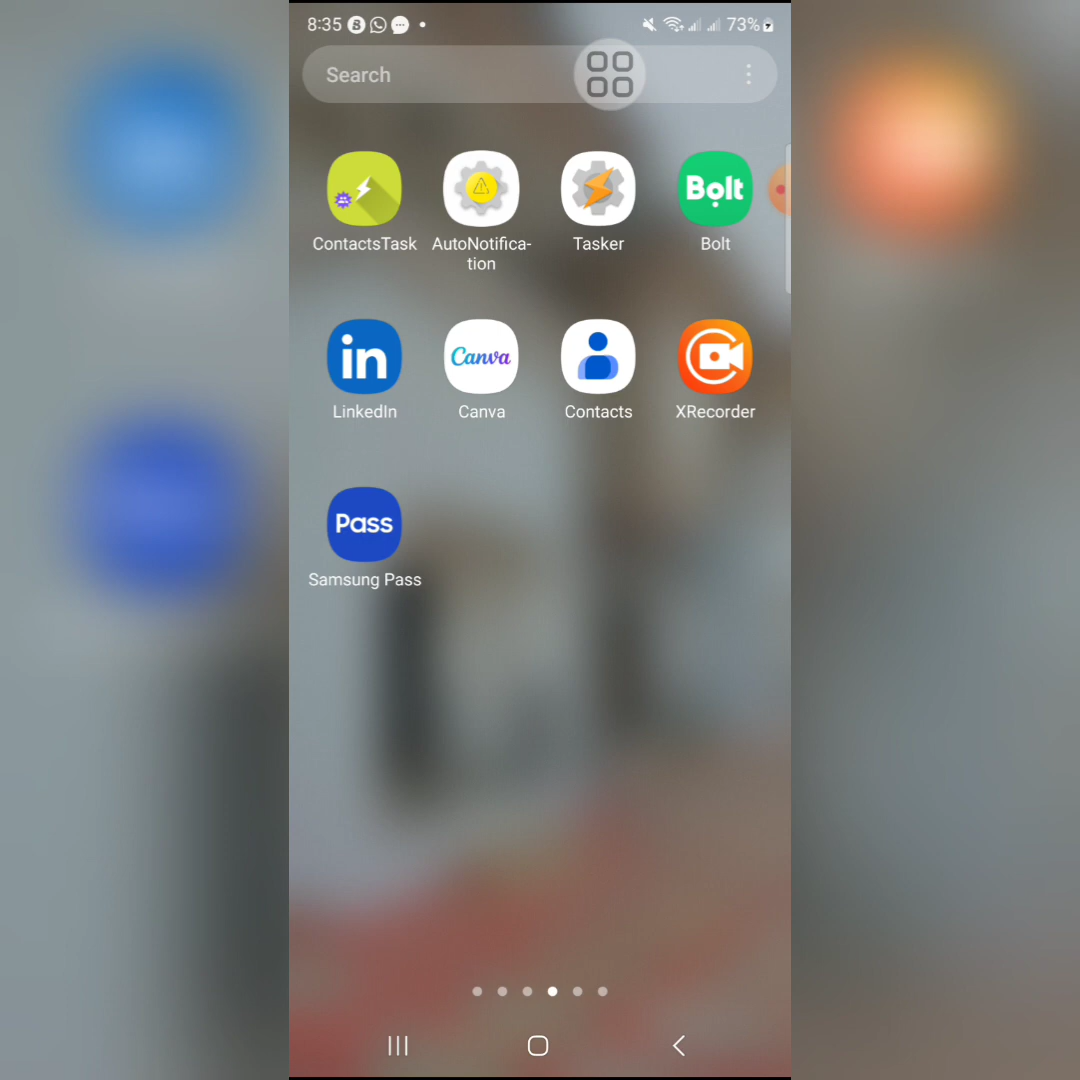 8:35 73%
Search
Bolt
ContactsTask AutoNotifica- Tasker Bolt
tion
in Canva
LinkedIn Canva Contacts XRecorder
Pass
Samsung Pass